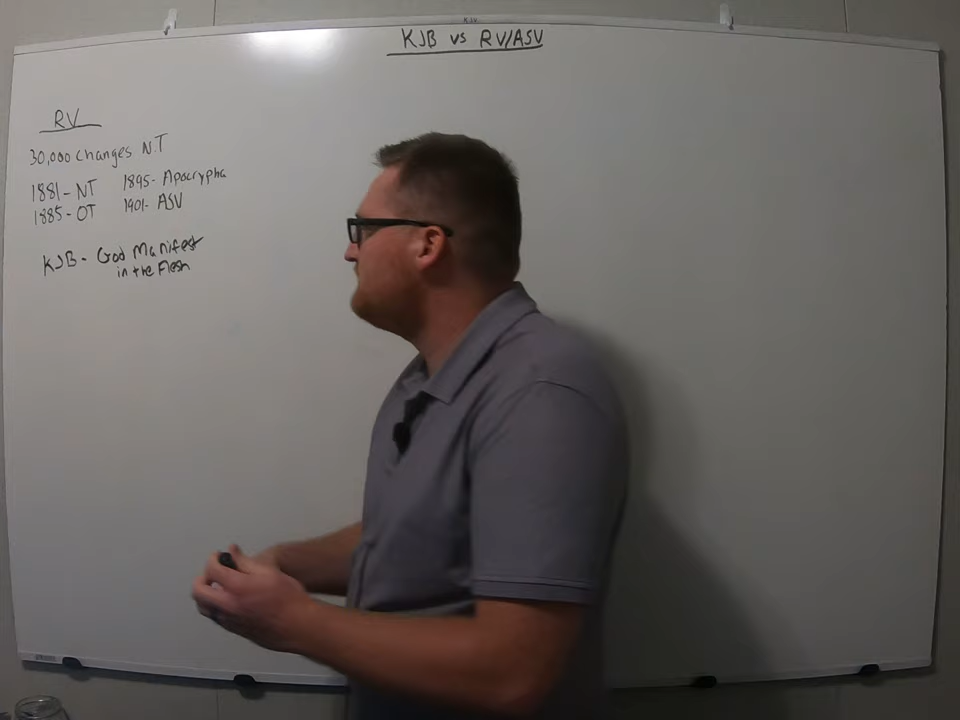 KJB vs RV/ASV
RV
30,000 changes N.T
1881- NT 1895- Apocrypha
1885- OT 1901- ASV
KJB - God Manifest
in the Flesh